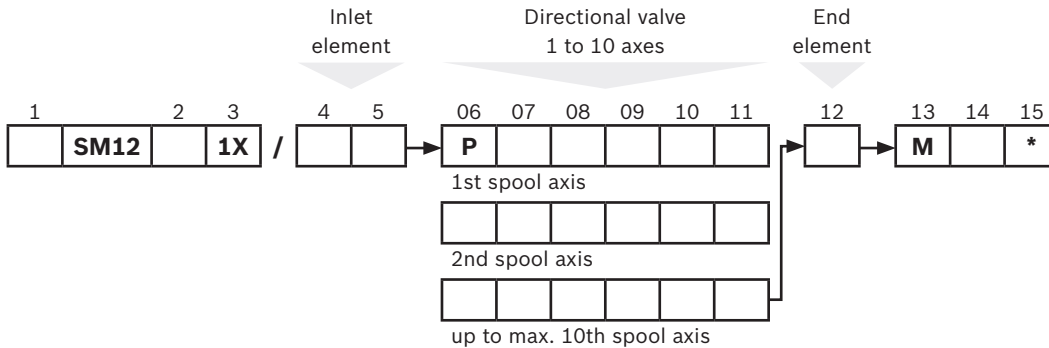 Inlet element
Directional valve 1 to 10 axes
End element
1 2 3 4 5 06 07 08 09 10 11 12 13 14 15
SM12 1X / P M *
1st spool axis
2nd spool axis
up to max. 10th spool axis